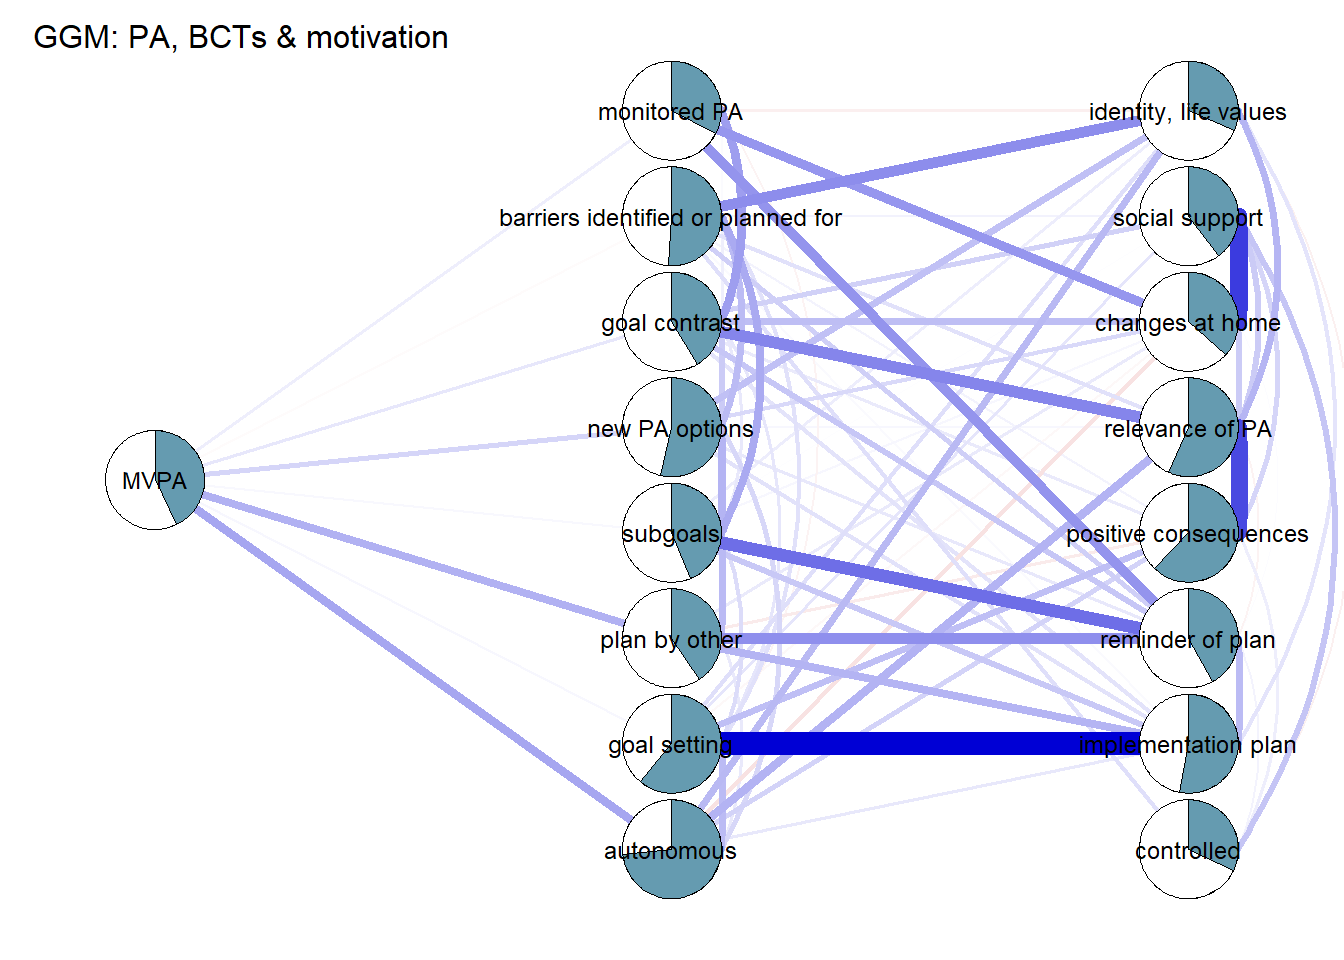 GGM: PA, BCTs & motivation
monitored PA
identity, life values
barriers identified or planned for
social support
goal contrast
changes at home
new PA options
relevance of PA
MVPA
subgoals
positive consequences
plan by other
reminder of plan
goal setting
implementation plan
autonomous
controlled